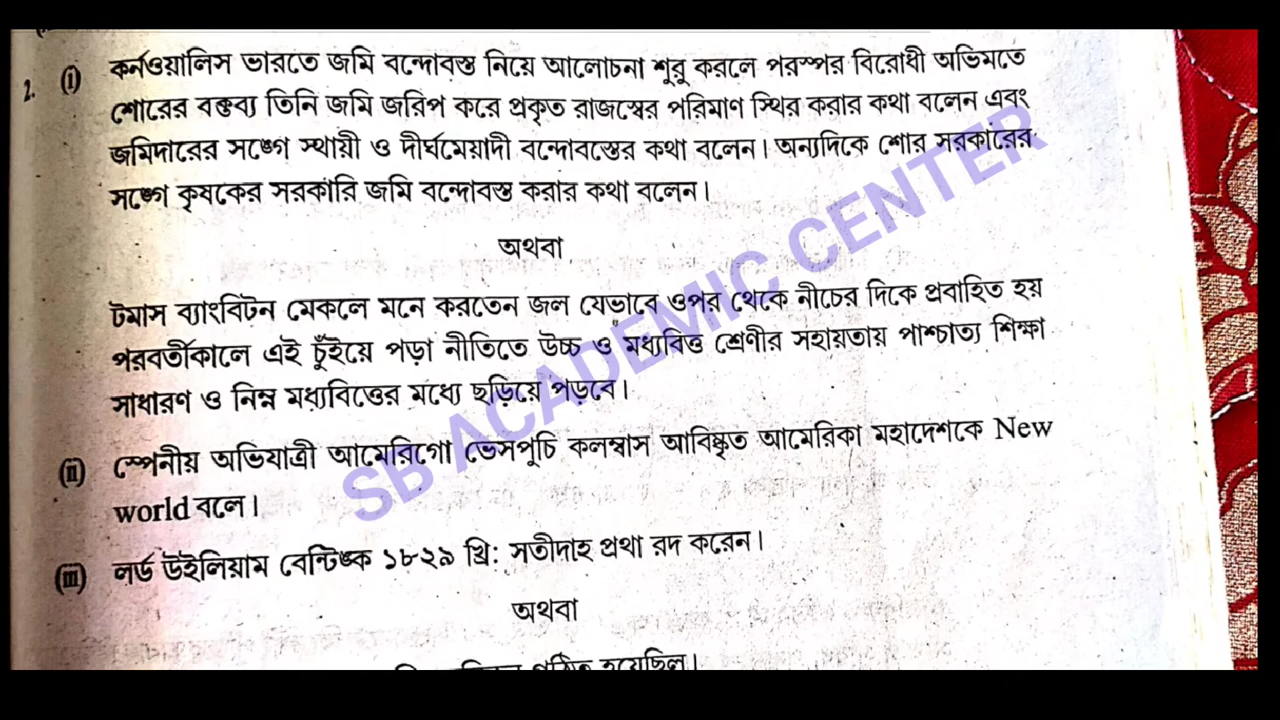 2. (i) কর্নওয়ালিস ভারতে জমি বন্দোবস্ত নিয়ে আলোচনা শুরু করলে পরস্পর বিরোধী অভিমতে
শোরের বক্তব্য তিনি জমি জরিপ করে প্রকৃত রাজস্বের পরিমাণ স্থির করার কথা বলেন এবং
জমিদারের সঙ্গে স্থায়ী ও দীর্ঘমেয়াদী বন্দোবস্তের কথা বলেন। অন্যদিকে শোর সরকারের
সঙ্গে কৃষকের সরকারি জমি বন্দোবস্ত করার কথা বলেন।
অথবা
টমাস ব্যাংবিটন মেকলে মনে করতেন জল যেভাবে ওপর থেকে নীচের দিকে প্রবাহিত হয়
পরবর্তীকালে এই চুঁইয়ে পড়া নীতিতে উচ্চ ও মধ্যবিত্ত শ্রেণীর সহায়তায় পাশ্চাত্য শিক্ষা
সাধারণ ও নিম্ন মধ্যবিত্তের মধ্যে ছড়িয়ে পড়বে।
(ii) স্পেনীয় অভিযাত্রী আমেরিগো ভেসপুচি কলম্বাস আবিষ্কৃত আমেরিকা মহাদেশকে New
world বলে।
(iii) লর্ড উইলিয়াম বেন্টিঙ্ক ১৮২৯ খ্রি: সতীদাহ প্রথা রদ করেন।
অথবা
গঠিত হয়েছিল।
SB ACADEMIC CENTER